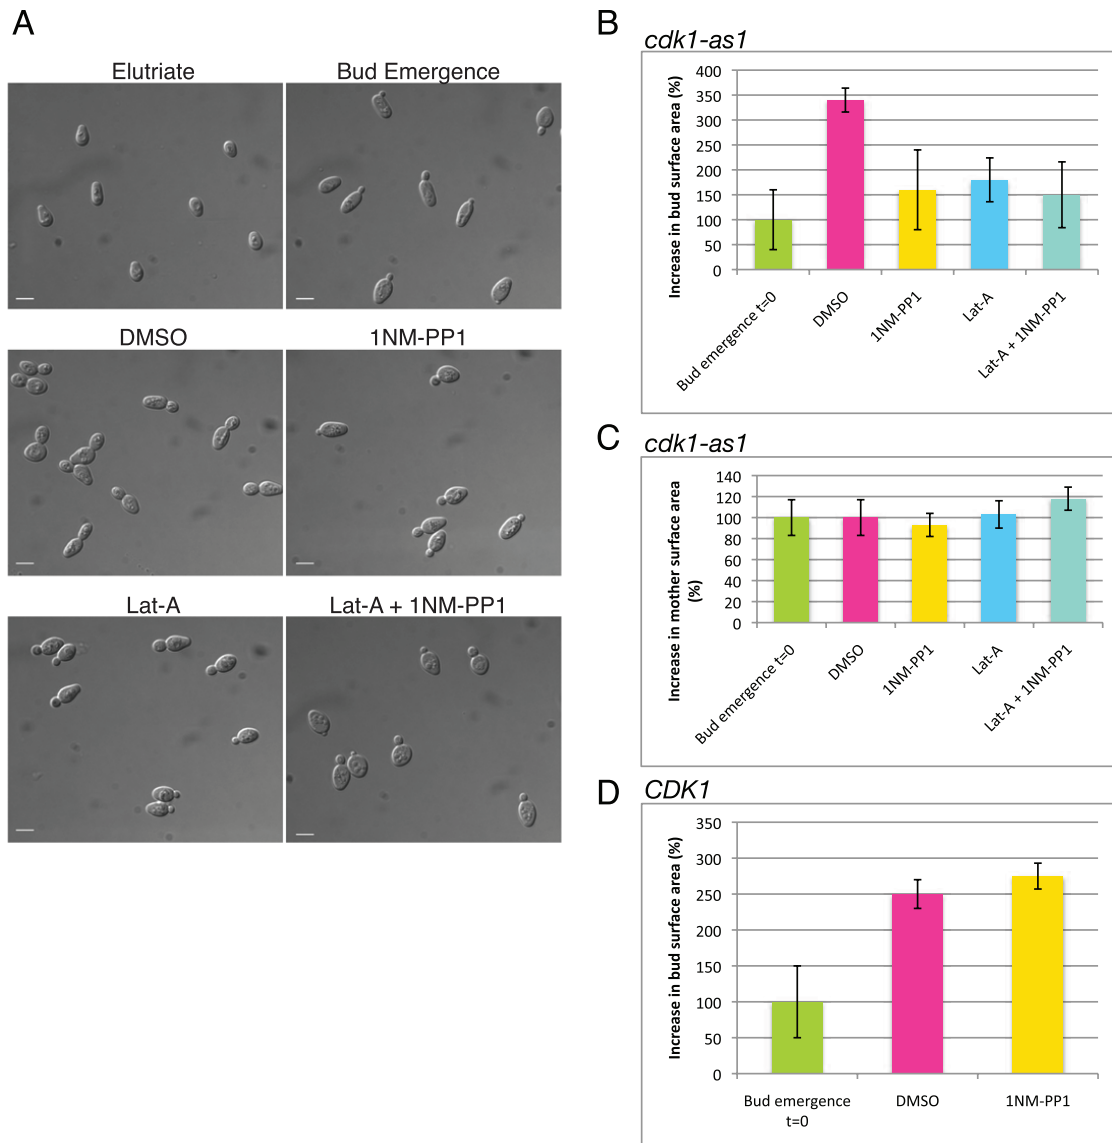 A
Elutriate
Bud Emergence
DMSO
1NM-PP1
Lat-A
Lat-A + 1NM-PP1
B
cdk1-as1
Increase in bud surface area (%)
400
350
300
250
200
150
100
50
0
Bud emergence t=0
DMSO
1NM-PP1
Lat-A
Lat-A + 1NM-PP1
C
cdk1-as1
Increase in mother surface area
(%)
140
120
100
80
60
40
20
0
Bud emergence t=0
DMSO
1NM-PP1
Lat-A
Lat-A + 1NM-PP1
D
CDK1
Increase in bud surface area (%)
350
300
250
200
150
100
50
0
Bud emergence
t=0
DMSO
1NM-PP1